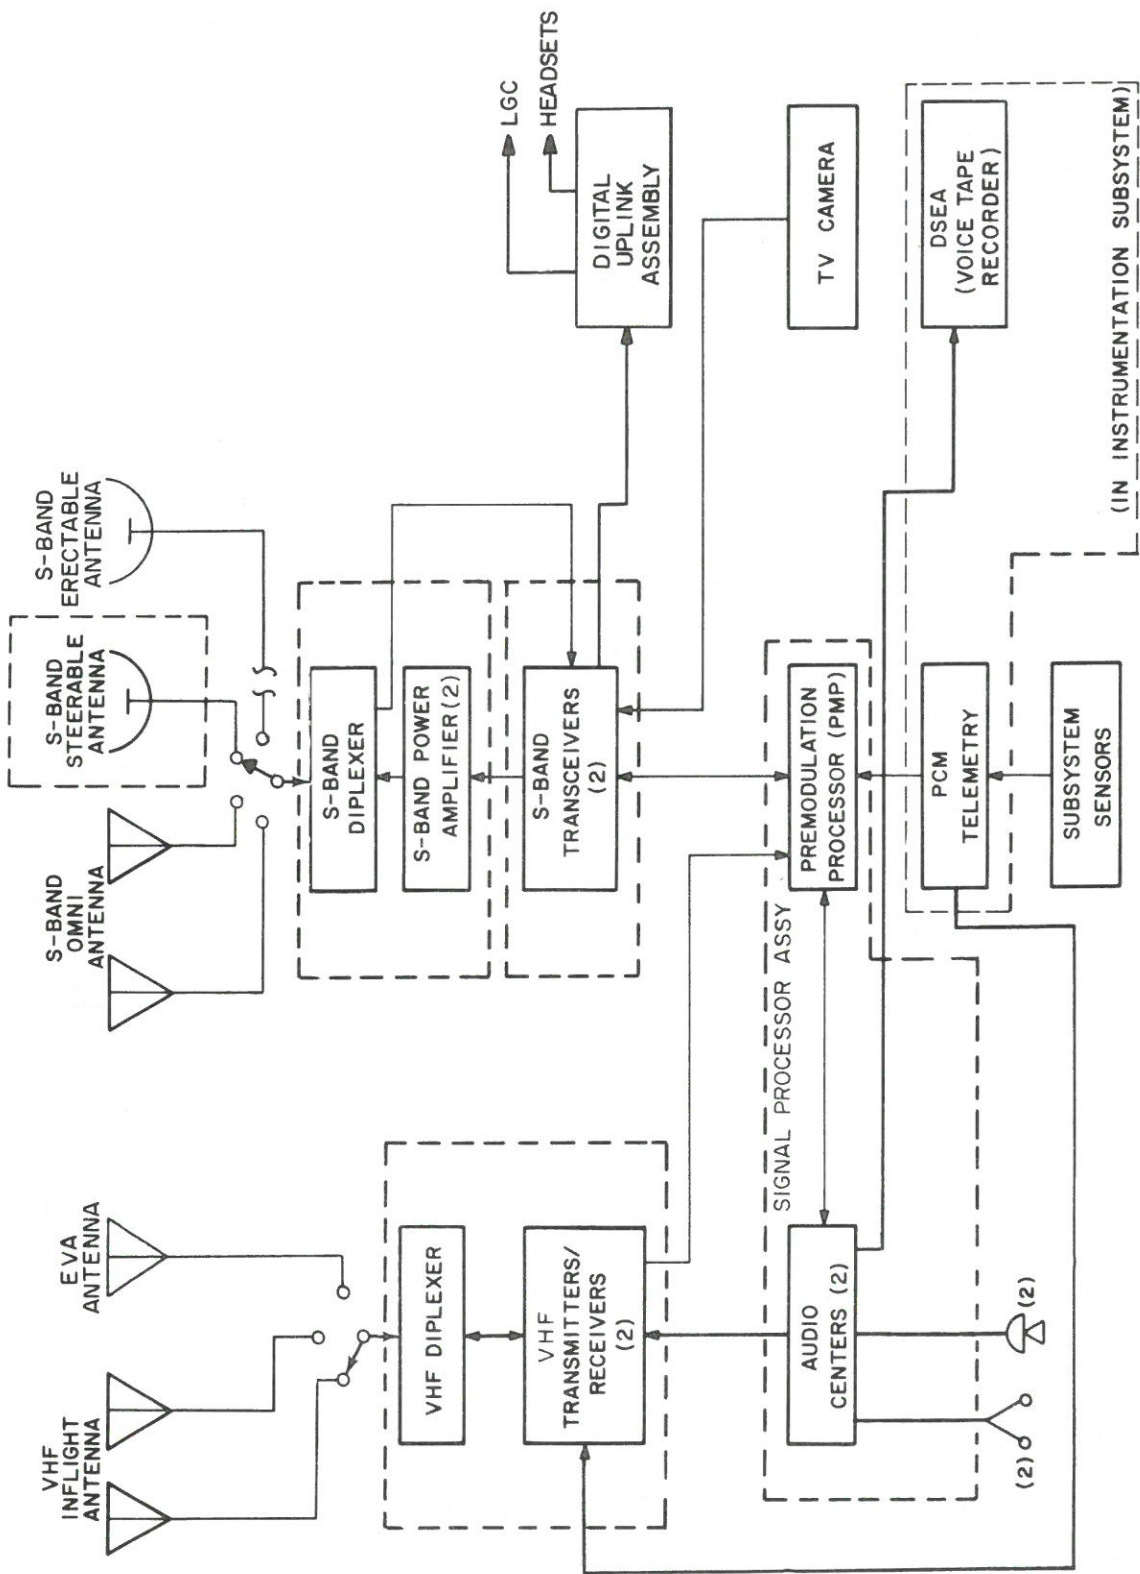 VHF
INFLIGHT
ANTENNA
EVA
ANTENNA
S-BAND
OMNI
ANTENNA
S-BAND
STEERABLE
ANTENNA
S-BAND
ERECTABLE
ANTENNA
VHF DIPLEXER
VHF
TRANSMITTERS/
RECEIVERS
(2)
S-BAND
DIPLEXER
S-BAND POWER
AMPLIFIER(2)
S-BAND
TRANSCEIVERS
(2)
LGC
HEADSETS
DIGITAL
UPLINK
ASSEMBLY
TV CAMERA
SIGNAL PROCESSOR ASSY
AUDIO
CENTERS (2)
PREMODULATION
PROCESSOR (PMP)
PCM
TELEMETRY
DSEA
(VOICE TAPE
RECORDER)
(2)
(2)
SUBSYSTEM
SENSORS
(IN INSTRUMENTATION SUBSYSTEM)